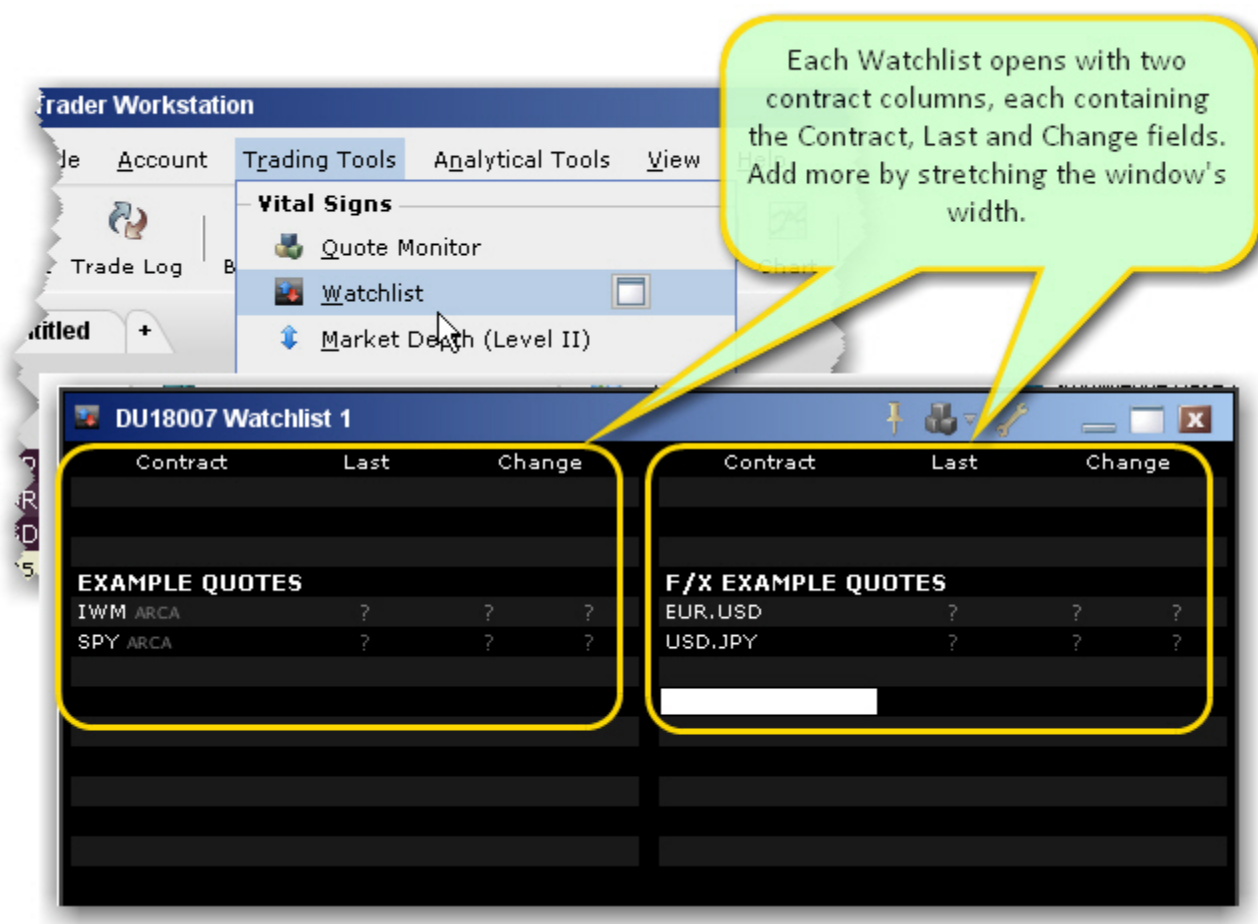 Each Watchlist opens with two
contract columns, each containing
the Contract, Last and Change fields.
Add more by stretching the window's
width.
Trader Workstation
Account Trading Tools Analytical Tools View Help
Vital Signs
Quote Monitor
Trade Log B Chart
Watchlist
titled +
Market Depth (Level II)
DU18007 Watchlist 1
Contract Last Change Contract Last Change
EXAMPLE QUOTES F/X EXAMPLE QUOTES
IWM ARCA ? ? ? EUR.USD ? ? ?
SPY ARCA ? ? ? USD.JPY ? ? ?